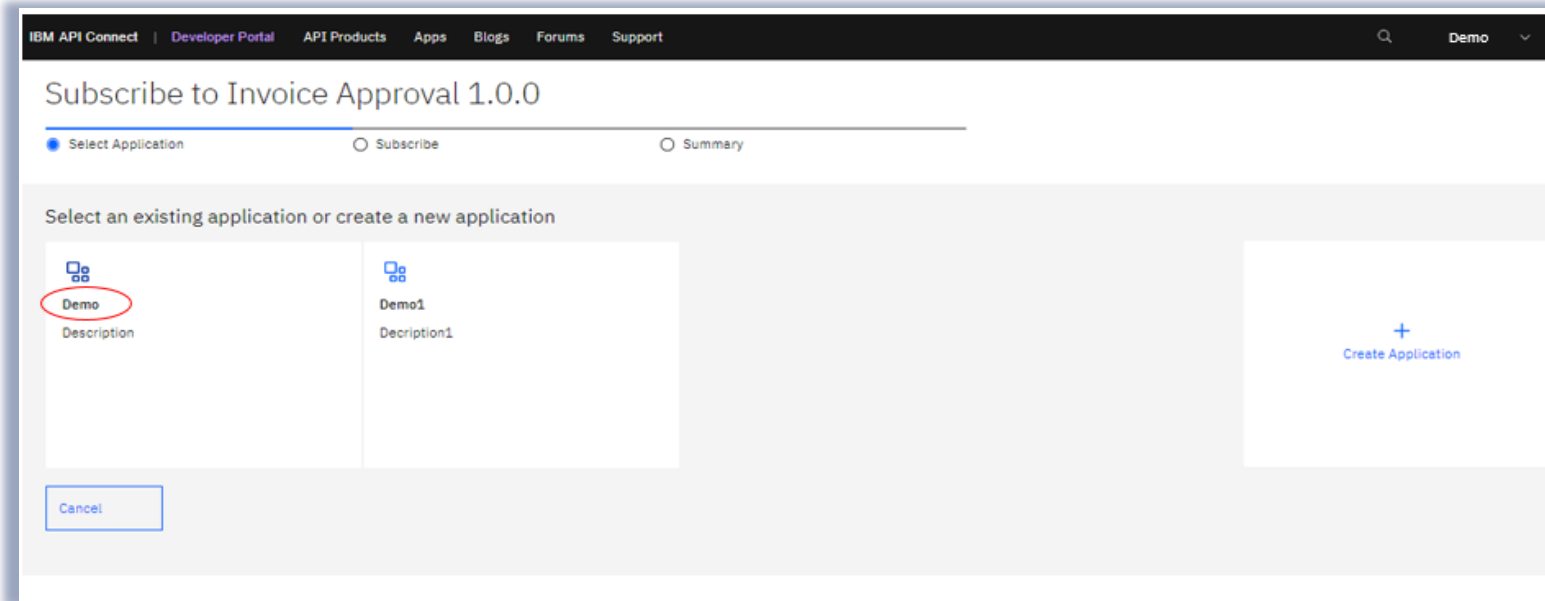 IBM API Connect | Developer Portal API Products Apps Blogs Forums Support Demo
Subscribe to Invoice Approval 1.0.0
Select Application Subscribe Summary
Select an existing application or create a new application
Demo Demo1
Description Decription1
Create Application
Cancel